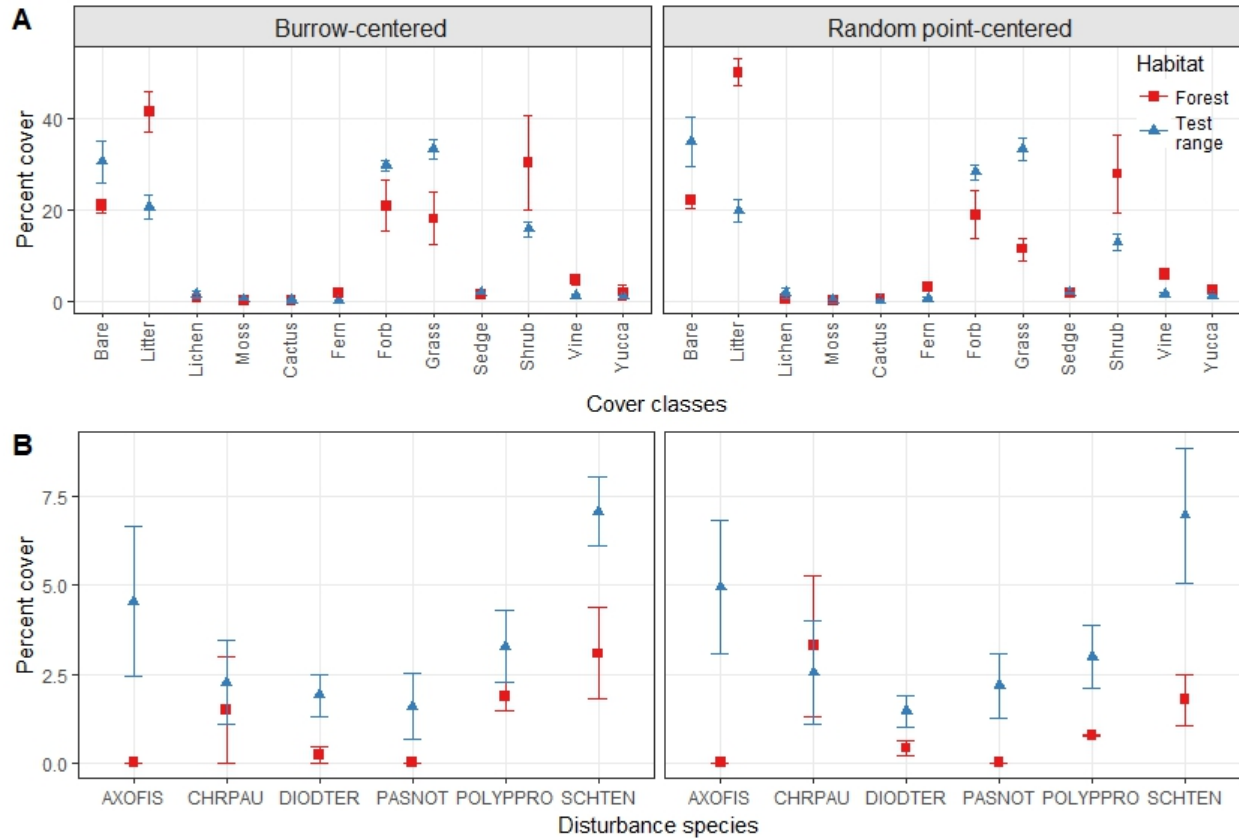 A
Burrow-centered
Random point-centered
Habitat
Forest
Test
range
Percent cover
40
20
0
Bare
Litter
Lichen
Moss
Cactus
Fern
Forb
Grass
Sedge
Shrub
Vine
Yucca
Bare
Litter
Lichen
Moss
Cactus
Fern
Forb
Grass
Sedge
Shrub
Vine
Yucca
Cover classes
B
Percent cover
7.5
5.0
2.5
0.0
AXOFIS CHRPAU DIODTER PASNOT POLYPPRO SCHTEN
AXOFIS CHRPAU DIODTER PASNOT POLYPPRO SCHTEN
Disturbance species